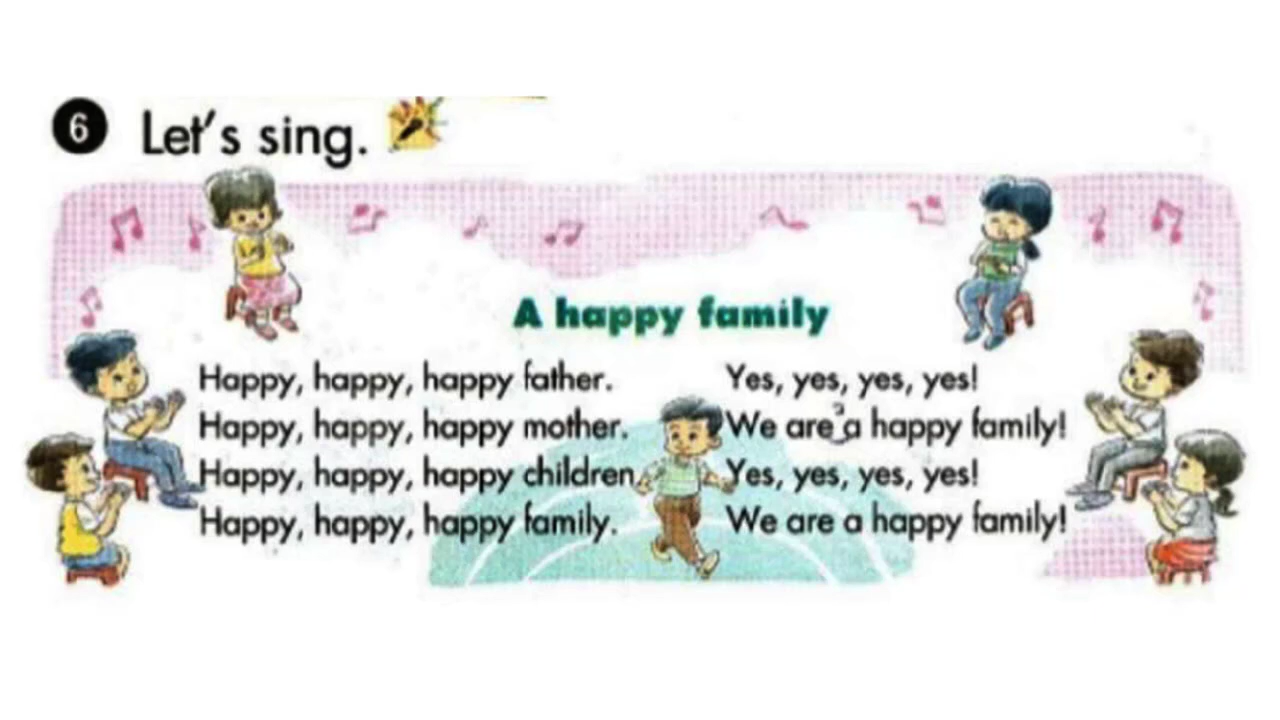 6 Let's sing.
A happy family
Happy, happy, happy father.
Happy, happy, happy mother.
Happy, happy, happy children.
Happy, happy, happy family.
Yes, yes, yes, yes!
We are a happy family!
Yes, yes, yes, yes!
We are a happy family!